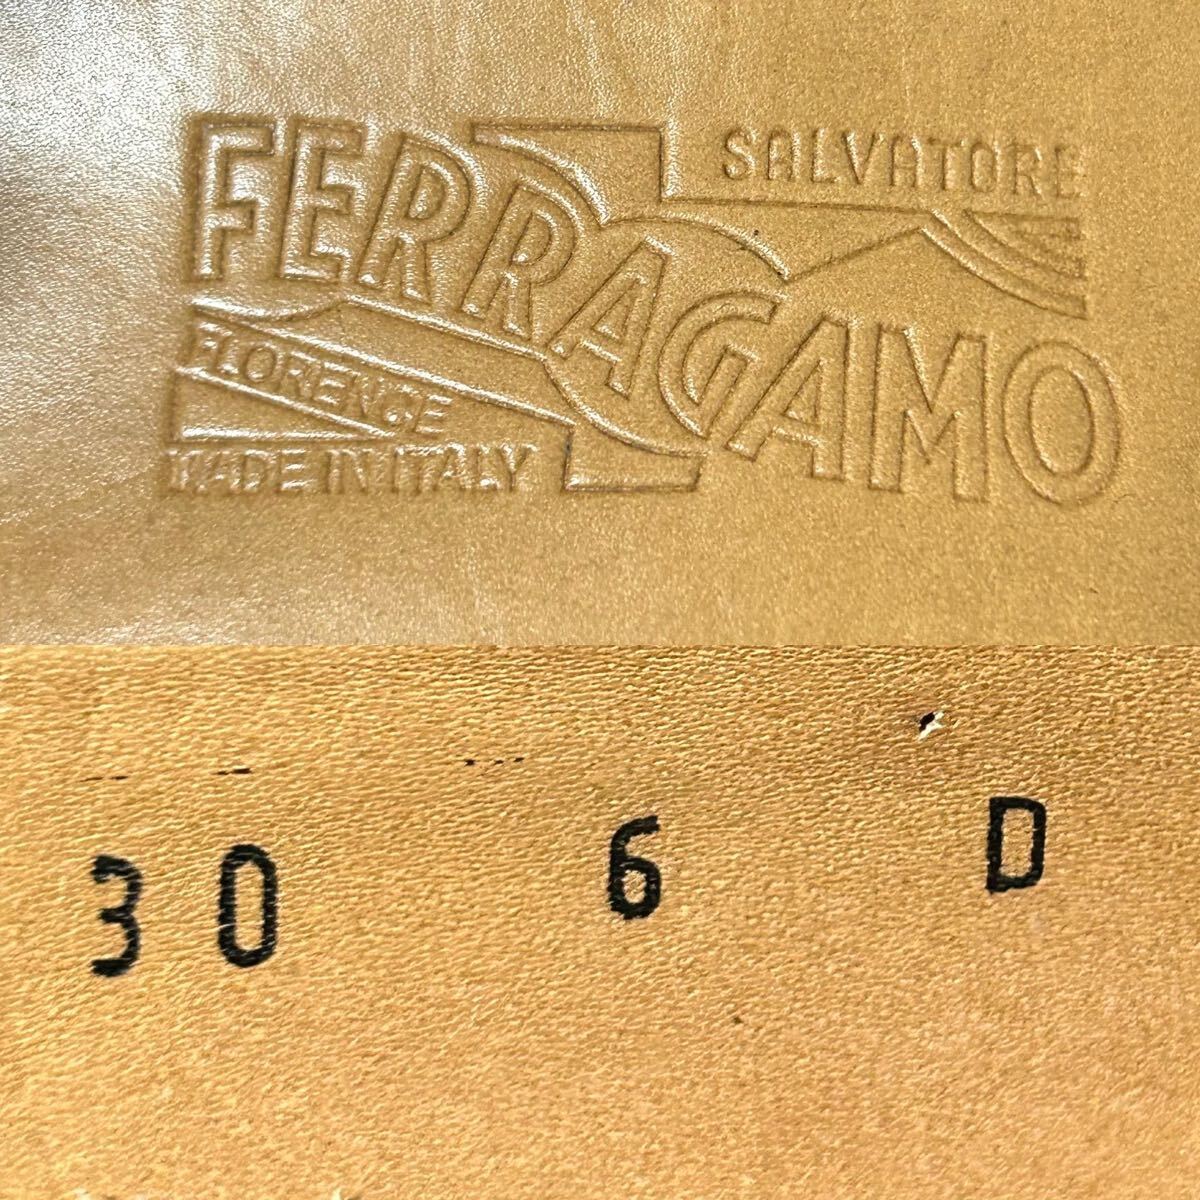 SALVATORE
FERRAGAMO
FLORENCE
MADE IN ITALY
30 6 D